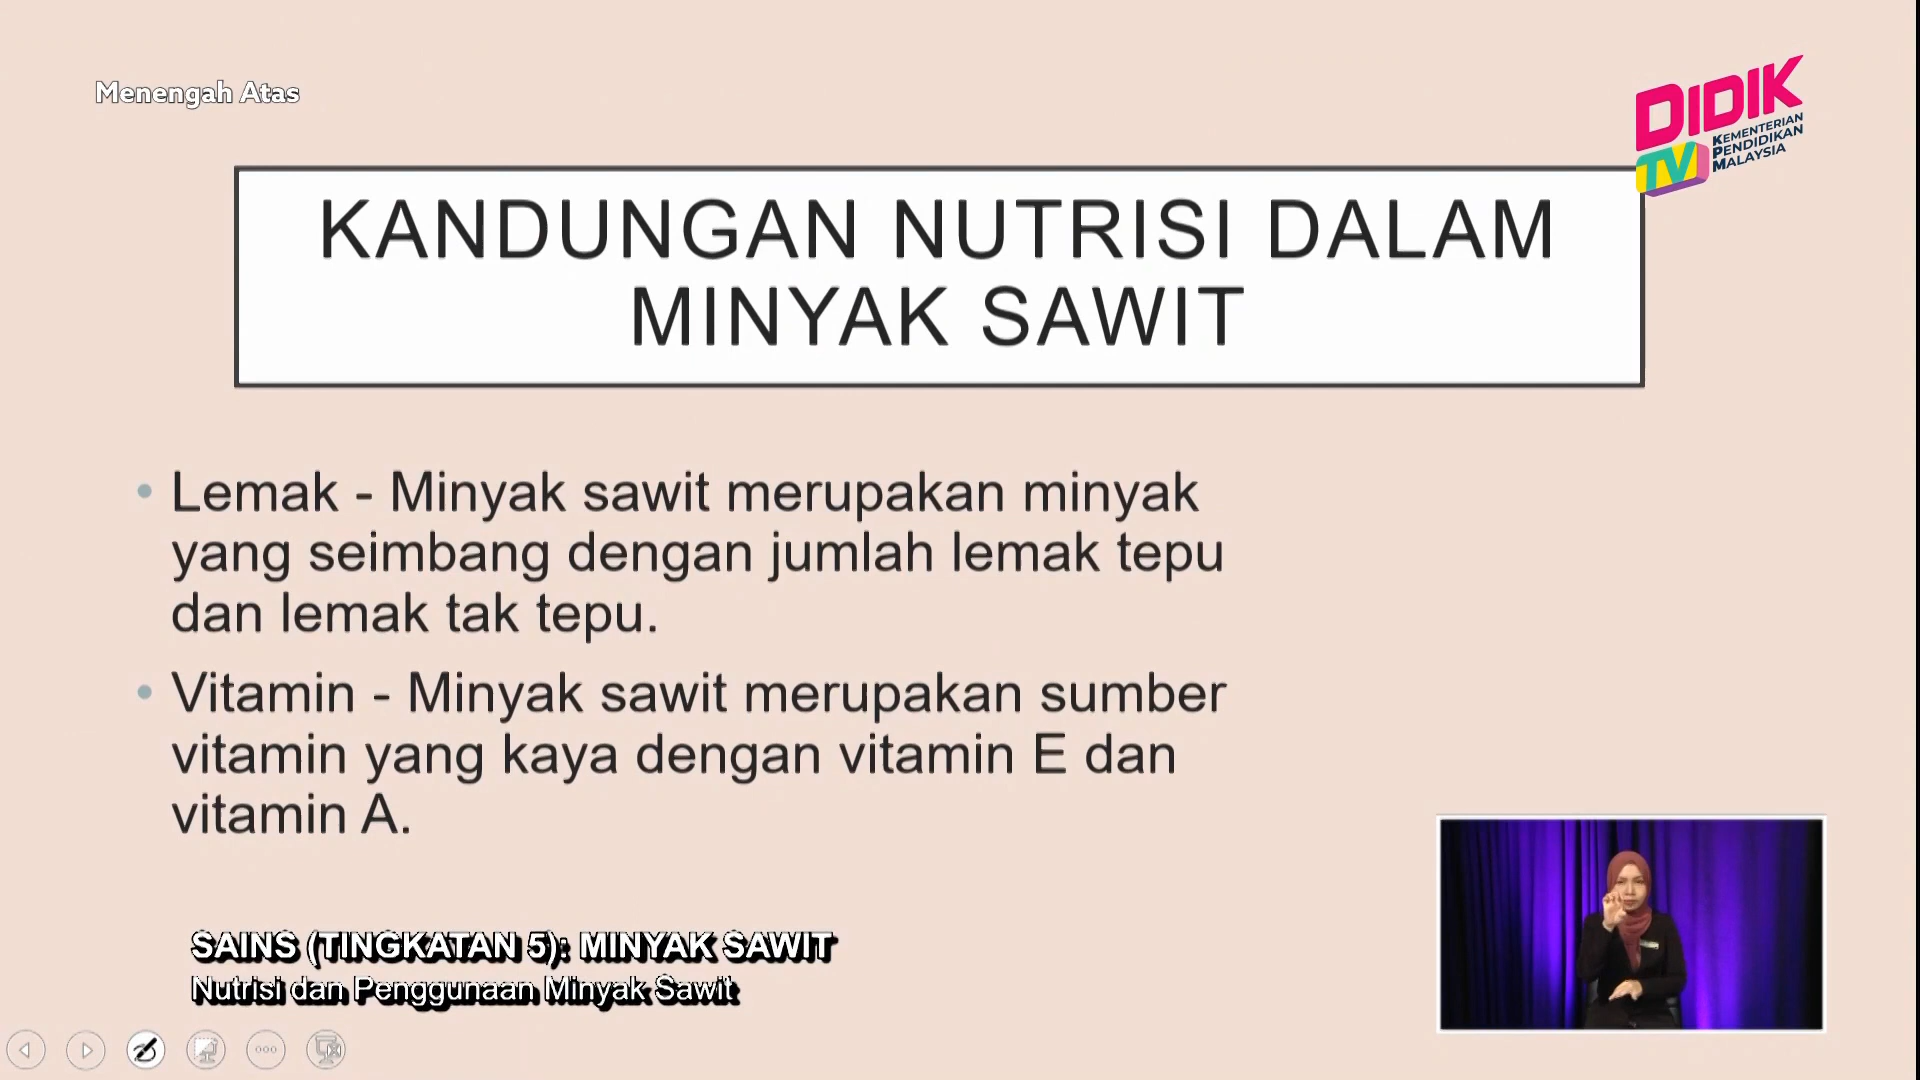 Menengah Atas
DIDIK
TV
KEMENTERIAN
PENDIDIKAN
MALAYSIA
KANDUNGAN NUTRISI DALAM
MINYAK SAWIT
• Lemak - Minyak sawit merupakan minyak
yang seimbang dengan jumlah lemak tepu
dan lemak tak tepu.
• Vitamin - Minyak sawit merupakan sumber
vitamin yang kaya dengan vitamin E dan
vitamin A.
SAINS (TINGKATAN 5): MINYAK SAWIT
Nutrisi dan Penggunaan Minyak Sawit